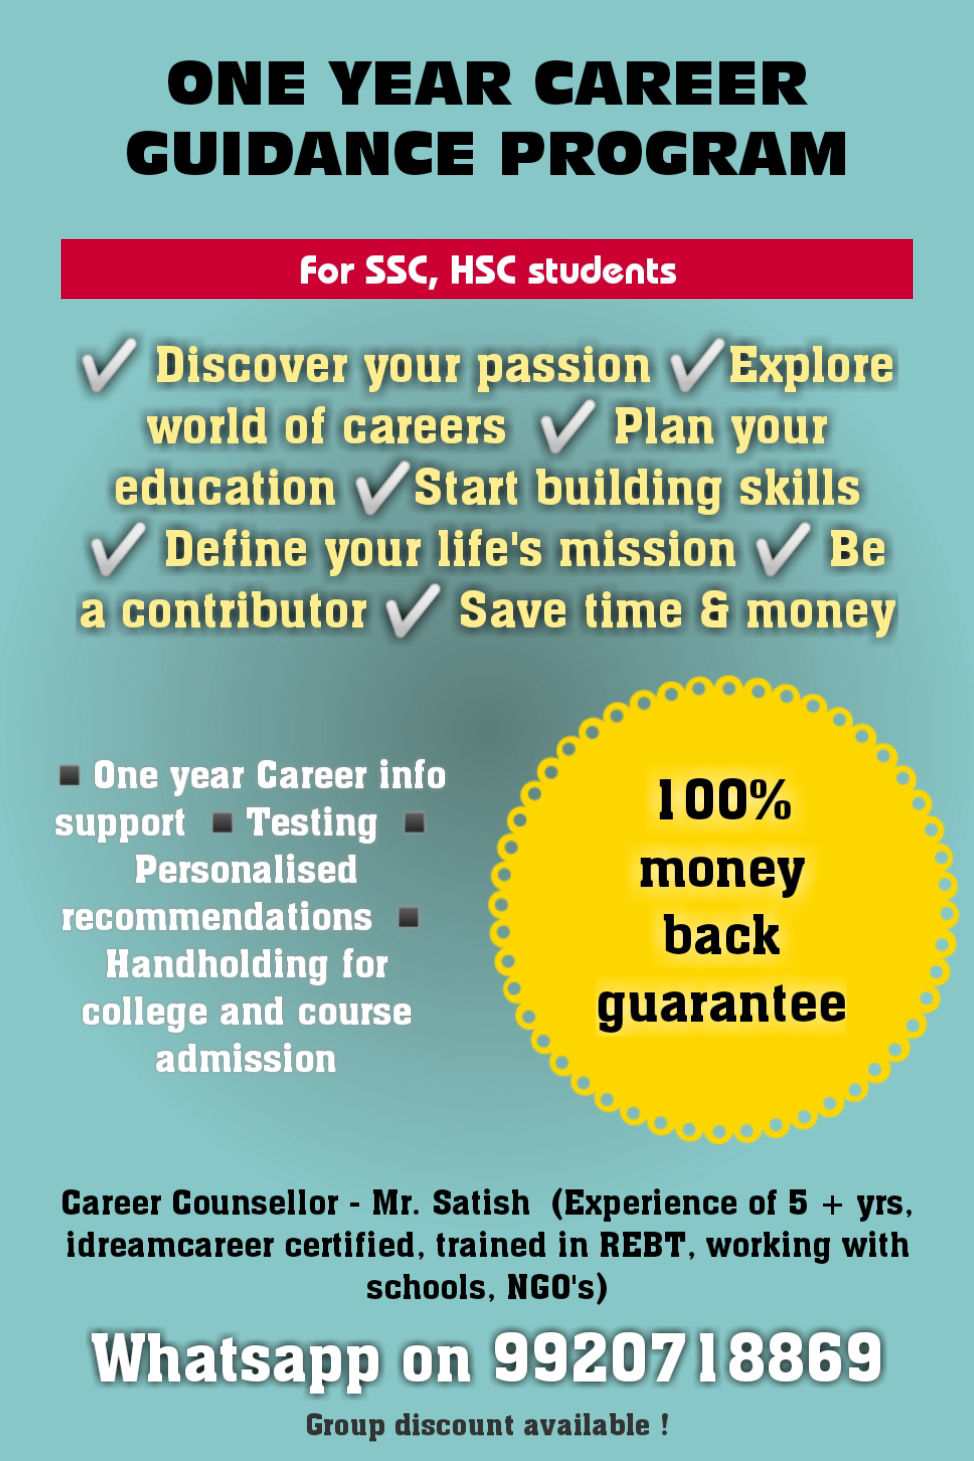 ONE YEAR CAREER
GUIDANCE PROGRAM
For SSC, HSC students
✔ Discover your passion ✔Explore
world of careers ✔ Plan your
education ✔Start building skills
✔ Define your life's mission ✔ Be
a contributor ✔ Save time & money
▪ One year Career info
support ▪ Testing ▪
Personalised
recommendations ▪
Handholding for
college and course
admission
100%
money
back
guarantee
Career Counsellor - Mr. Satish (Experience of 5 + yrs,
idreamcareer certified, trained in REBT, working with
schools, NGO's)
Whatsapp on 9920718869
Group discount available !